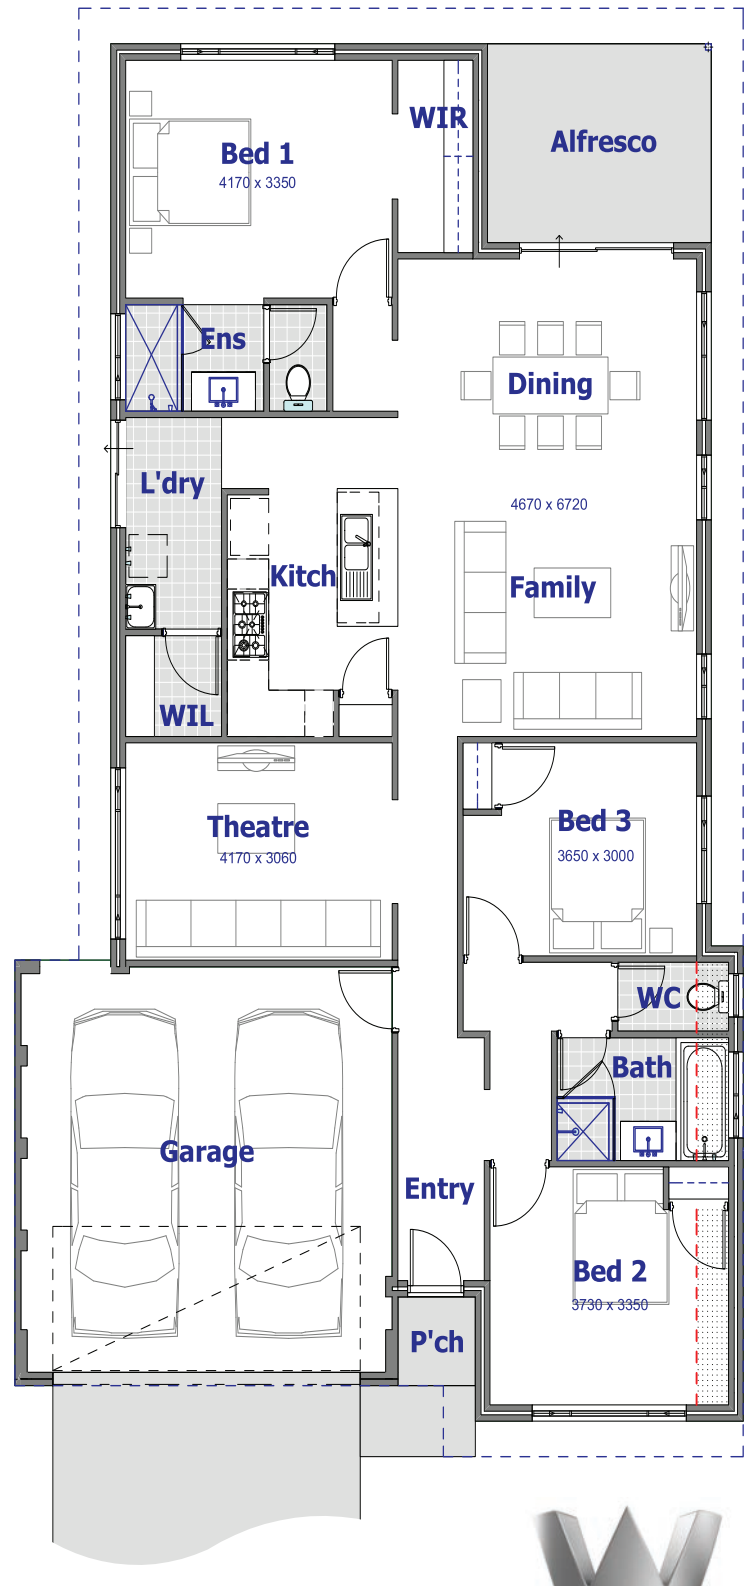 WIR
Bed 1
4170 x 3350
Alfresco
Ens
Dining
L'dry
4670 x 6720
Kitch
Family
WIL
Theatre
4170 x 3060
Bed 3
3650 x 3000
WC
Bath
Garage
Entry
Bed 2
3730 x 3350
P'ch